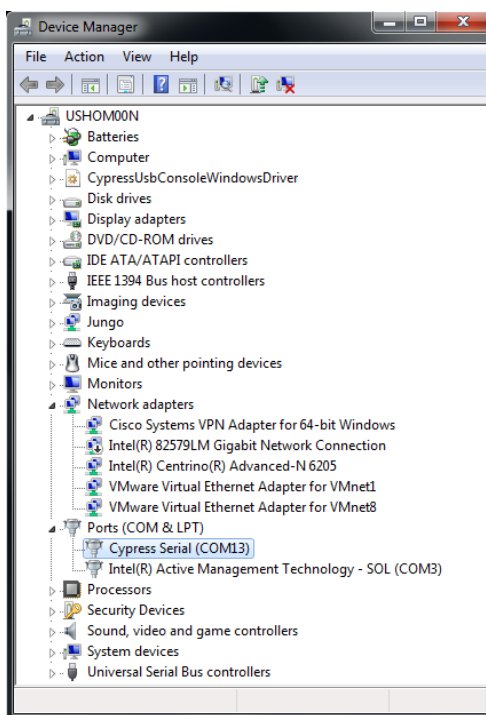 Device Manager
File Action View Help
USHOM00N
Batteries
Computer
CypressUsbConsoleWindowsDriver
Disk drives
Display adapters
DVD/CD-ROM drives
IDE ATA/ATAPI controllers
IEEE 1394 Bus host controllers
Imaging devices
Jungo
Keyboards
Mice and other pointing devices
Monitors
Network adapters
Cisco Systems VPN Adapter for 64-bit Windows
Intel(R) 82579LM Gigabit Network Connection
Intel(R) Centrino(R) Advanced-N 6205
VMware Virtual Ethernet Adapter for VMnet1
VMware Virtual Ethernet Adapter for VMnet8
Ports (COM & LPT)
Cypress Serial (COM13)
Intel(R) Active Management Technology - SOL (COM3)
Processors
Security Devices
Sound, video and game controllers
System devices
Universal Serial Bus controllers